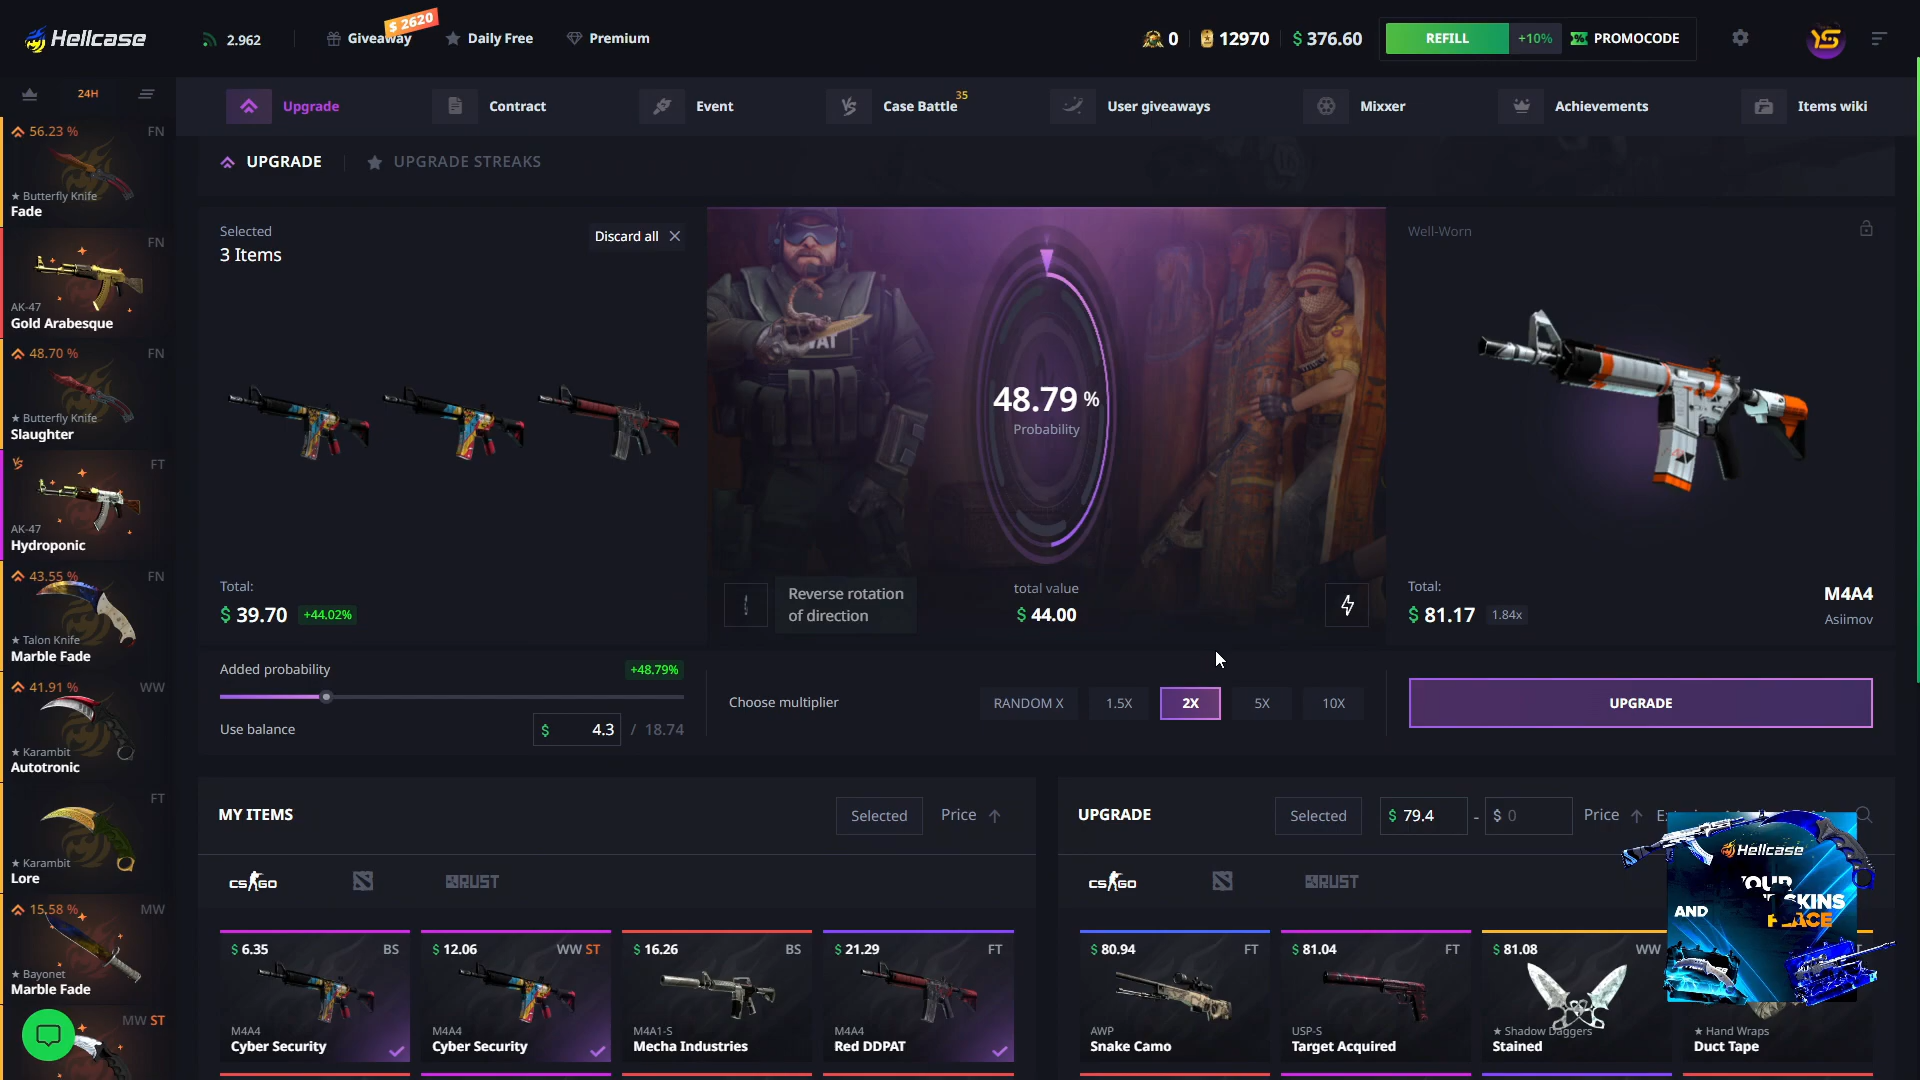 Hellcase
2.962
Giveaway
$ 2620
Daily Free
Premium
0
12970
$ 376.60
REFILL
+10%
PROMOCODE
24H
Upgrade
Contract
Event
Case Battle
35
User giveaways
Mixxer
Achievements
Items wiki
56.23 %
FN
★ Butterfly Knife
Fade
FN
AK-47
Gold Arabesque
48.70 %
FN
★ Butterfly Knife
Slaughter
FT
AK-47
Hydroponic
43.55 %
FN
★ Talon Knife
Marble Fade
41.91 %
WW
★ Karambit
Autotronic
FT
★ Karambit
Lore
15.58 %
MW
★ Bayonet
Marble Fade
MW ST
UPGRADE
UPGRADE STREAKS
Selected
3 Items
Discard all
48.79 %
Probability
Well-Worn
Total:
$ 39.70
+44.02%
Reverse rotation
of direction
total value
$ 44.00
Total:
$ 81.17
1.84x
M4A4
Asiimov
Added probability
+48.79%
Use balance
$ 4.3
/ 18.74
Choose multiplier
RANDOM X
1.5X
2X
5X
10X
UPGRADE
MY ITEMS
Selected
Price
CS GO
RUST
$ 6.35
BS
M4A4
Cyber Security
$ 12.06
WW ST
M4A4
Cyber Security
$ 16.26
BS
M4A1-S
Mecha Industries
$ 21.29
FT
M4A4
Red DDPAT
UPGRADE
Selected
$ 79.4
-
$ 0
Price
CS GO
RUST
$ 80.94
FT
AWP
Snake Camo
$ 81.04
FT
USP-S
Target Acquired
$ 81.08
WW
★ Shadow Daggers
Stained
★ Hand Wraps
Duct Tape
Hellcase
AND